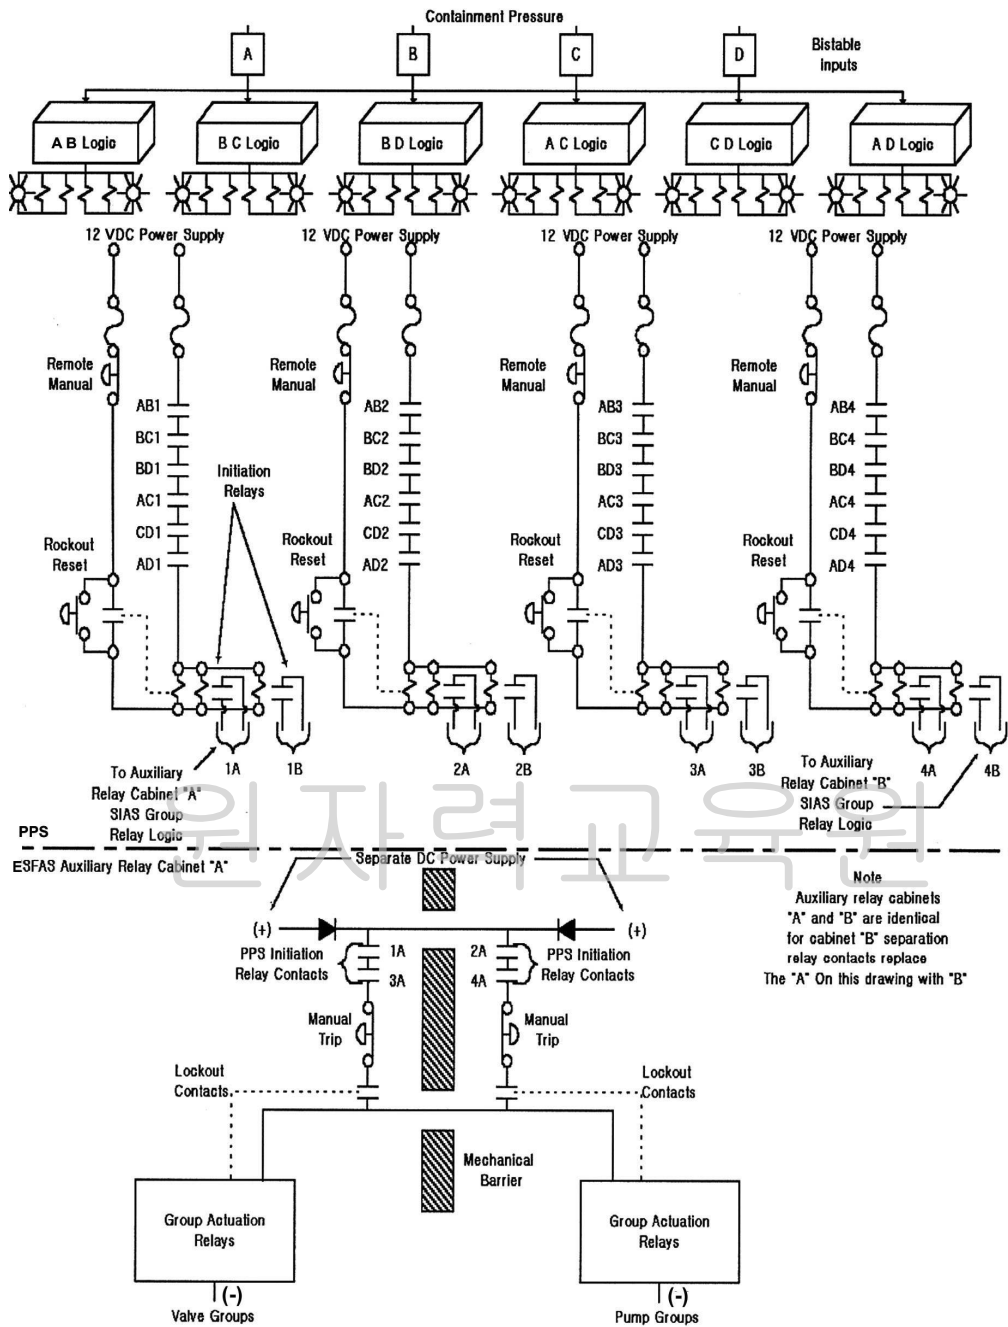 Containment Pressure
A
B
C
D
Bistable
inputs
A B Logic
B C Logic
B D Logic
A C Logic
C D Logic
A D Logic
12 VDC Power Supply
12 VDC Power Supply
12 VDC Power Supply
12 VDC Power Supply
Remote
Manual
Remote
Manual
Remote
Manual
Remote
Manual
AB1
BC1
BD1
AC1
CD1
AD1
AB2
BC2
BD2
AC2
CD2
AD2
AB3
BC3
BD3
AC3
CD3
AD3
AB4
BC4
BD4
AC4
CD4
AD4
Initiation
Relays
Rockout
Reset
Rockout
Reset
Rockout
Reset
Rockout
Reset
1A
1B
2A
2B
3A
3B
4A
4B
To Auxiliary
Relay Cabinet "A"
SIAS Group
Relay Logic
To Auxiliary
Relay Cabinet "B"
SIAS Group
Relay Logic
원자력교육원
PPS
ESFAS Auxiliary Relay Cabinet "A"
Separate DC Power Supply
(+)
(+)
PPS Initiation
Relay Contacts
1A
3A
2A
4A
PPS Initiation
Relay Contacts
Note
Auxiliary relay cabinets
"A" and "B" are identical
for cabinet "B" separation
relay contacts replace
The "A" On this drawing with "B"
Manual
Trip
Manual
Trip
Lockout
Contacts
Lockout
Contacts
Mechanical
Barrier
Group Actuation
Relays
Group Actuation
Relays
(-)
(-)
Valve Groups
Pump Groups